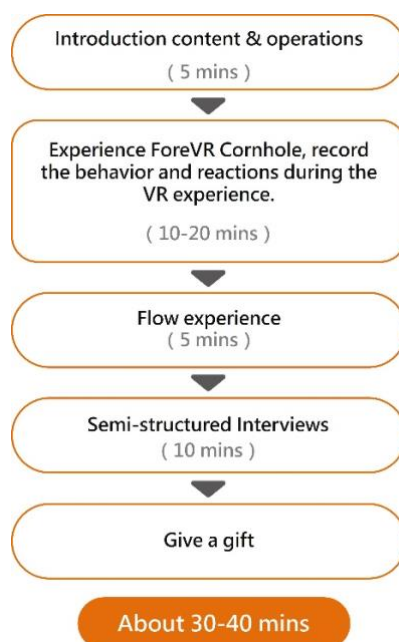 Introduction content & operations
( 5 mins )
Experience ForeVR Cornhole, record
the behavior and reactions during the
VR experience.
( 10-20 mins )
Flow experience
( 5 mins )
Semi-structured Interviews
( 10 mins )
Give a gift
About 30-40 mins